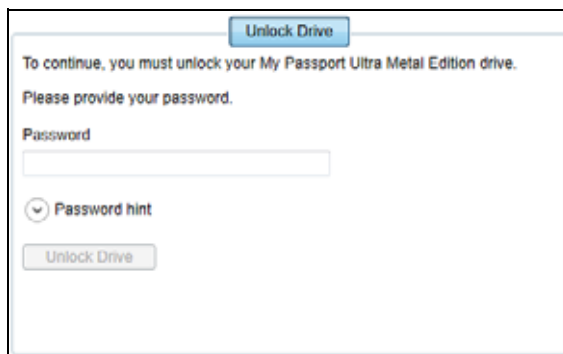 Unlock Drive
To continue, you must unlock your My Passport Ultra Metal Edition drive.
Please provide your password.
Password
Password hint
Unlock Drive